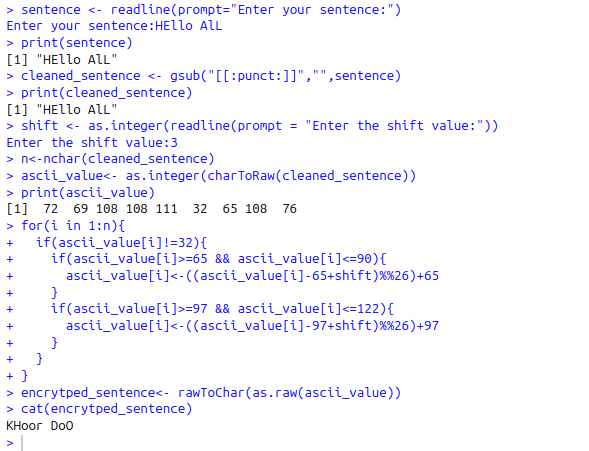 > sentence <- readline(prompt="Enter your sentence:")
Enter your sentence:HEllo AlL
> print(sentence)
[1] "HEllo AlL"
> cleaned_sentence <- gsub("[[:punct:]]","",sentence)
> print(cleaned_sentence)
[1] "HEllo AlL"
> shift <- as.integer(readline(prompt = "Enter the shift value:"))
Enter the shift value:3
> n<-nchar(cleaned_sentence)
> ascii_value<- as.integer(charToRaw(cleaned_sentence))
> print(ascii_value)
[1]  72  69 108 108 111  32  65 108  76
> for(i in 1:n){
+   if(ascii_value[i]!=32){
+     if(ascii_value[i]>=65 && ascii_value[i]<=90){
+       ascii_value[i]<-((ascii_value[i]-65+shift)%%26)+65
+     }
+     if(ascii_value[i]>=97 && ascii_value[i]<=122){
+       ascii_value[i]<-((ascii_value[i]-97+shift)%%26)+97
+     }
+   }
+ }
> encrytped_sentence<- rawToChar(as.raw(ascii_value))
> cat(encrytped_sentence)
KHoor DoO
>